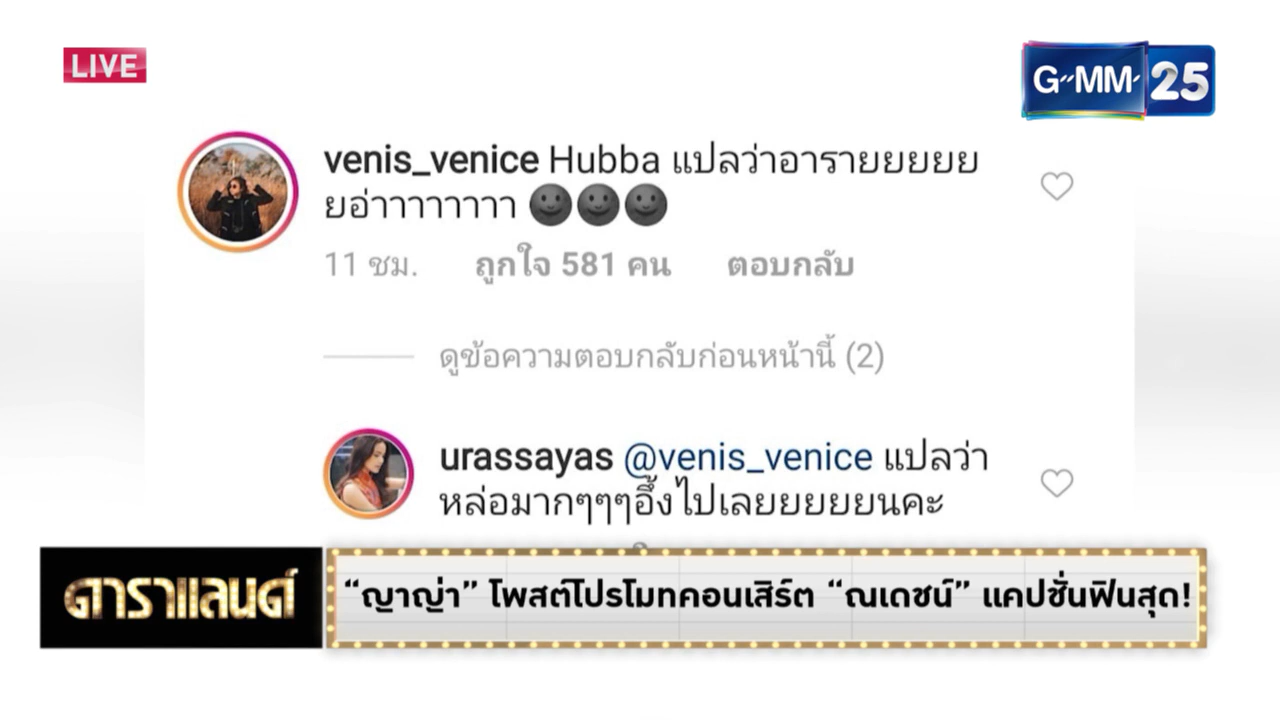 LIVE
G-MM- 25
venis_venice Hubba แปลว่าอารายยยยย
ยอ่าาาาาาาา 🌚🌚🌚
11 ชม. ถูกใจ 581 คน ตอบกลับ
ดูข้อความตอบกลับก่อนหน้านี้ (2)
urassayas @venis_venice แปลว่า
หล่อมากๆๆๆอึ้งไปเลยยยยยนคะ
ดาราแลนด์
“ญาญ่า” โพสต์โปรโมทคอนเสิร์ต “ณเดชน์” แคปชั่นฟินสุด!